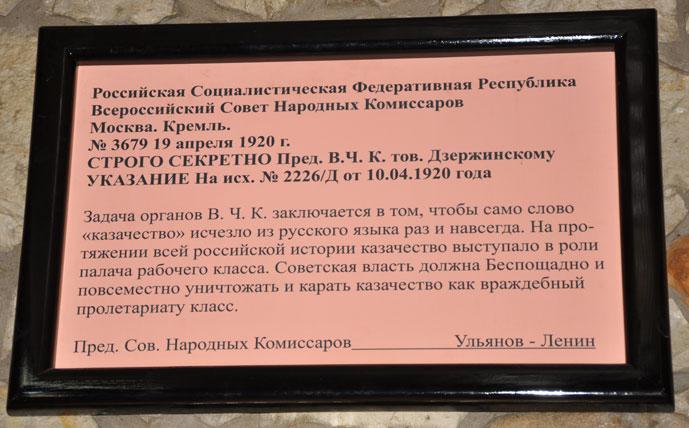 Российская Социалистическая Федеративная Республика
Всероссийский Совет Народных Комиссаров
Москва. Кремль.
№ 3679 19 апреля 1920 г.
СТРОГО СЕКРЕТНО Пред. В.Ч. К. тов. Дзержинскому
УКАЗАНИЕ На исх. № 2226/Д от 10.04.1920 года
Задача органов В. Ч. К. заключается в том, чтобы само слово
«казачество» исчезло из русского языка раз и навсегда. На про-
тяжении всей российской истории казачество выступало в роли
палача рабочего класса. Советская власть должна Беспощадно и
повсеместно уничтожать и карать казачество как враждебный
пролетариату класс.
Пред. Сов. Народных Комиссаров____________Ульянов - Ленин